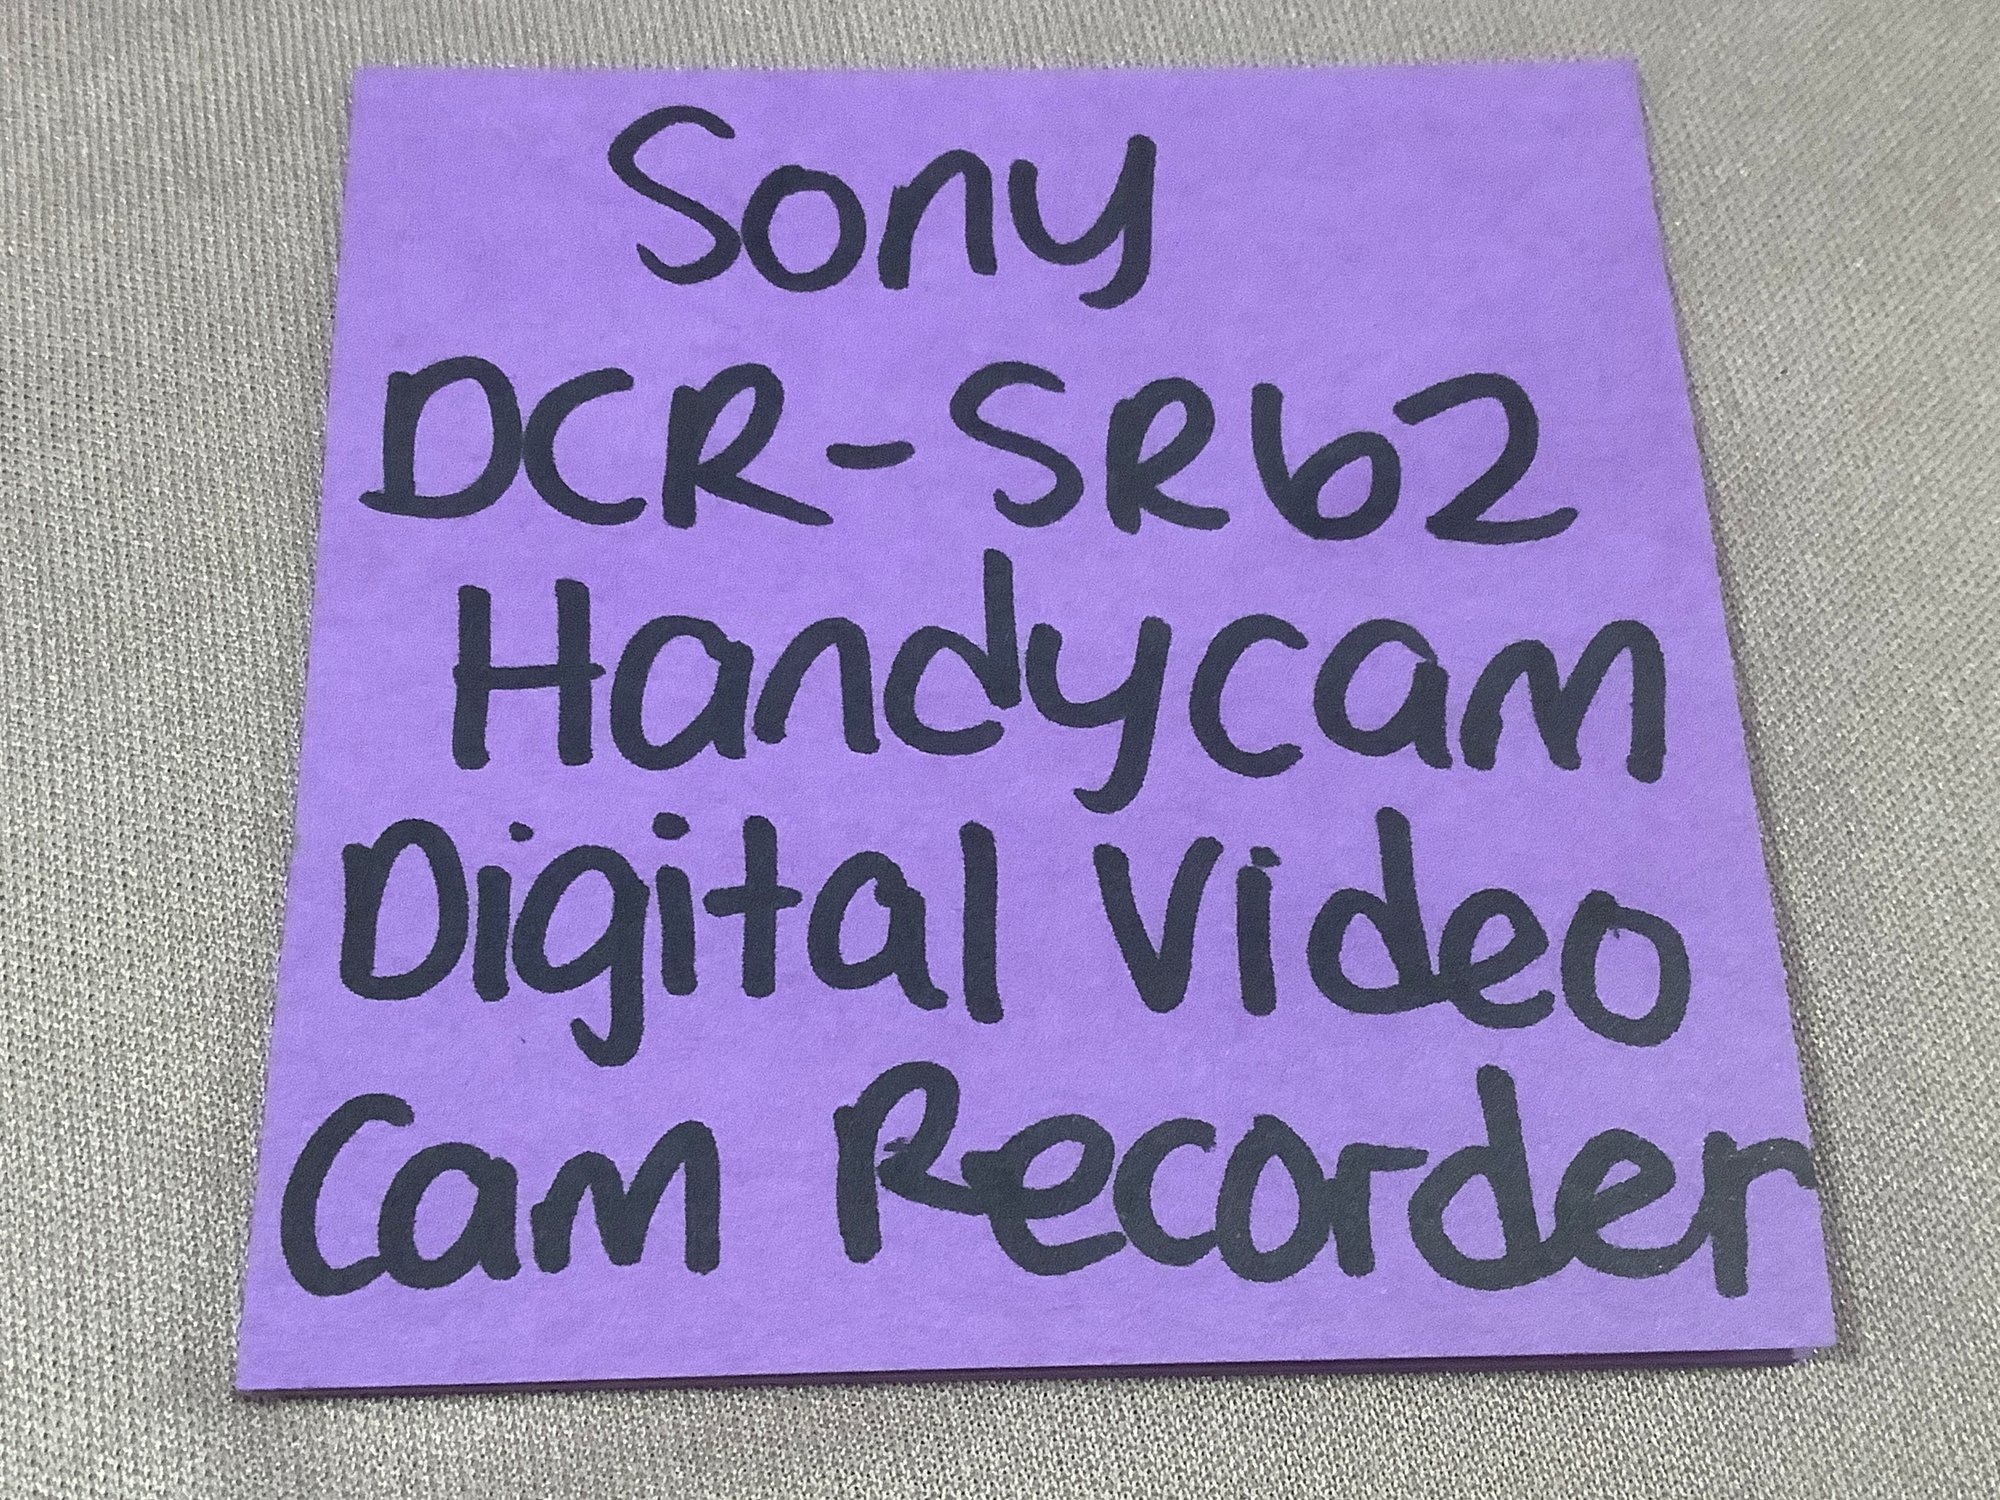 Sony
DCR-SR62
Handycam
Digital Video
Cam Recorder